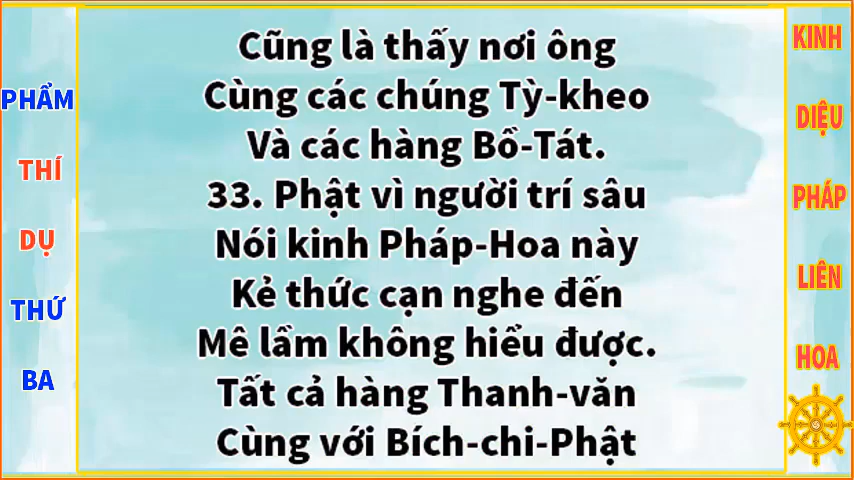 PHẨM
THÍ
DỤ
THỨ
BA
Cũng là thấy nơi ông
Cùng các chúng Tỳ-kheo
Và các hàng Bồ-Tát.
33. Phật vì người trí sâu
Nói kinh Pháp-Hoa này
Kẻ thức cạn nghe đến
Mê lầm không hiểu được.
Tất cả hàng Thanh-văn
Cùng với Bích-chi-Phật
KINH
DIỆU
PHÁP
LIÊN
HOA